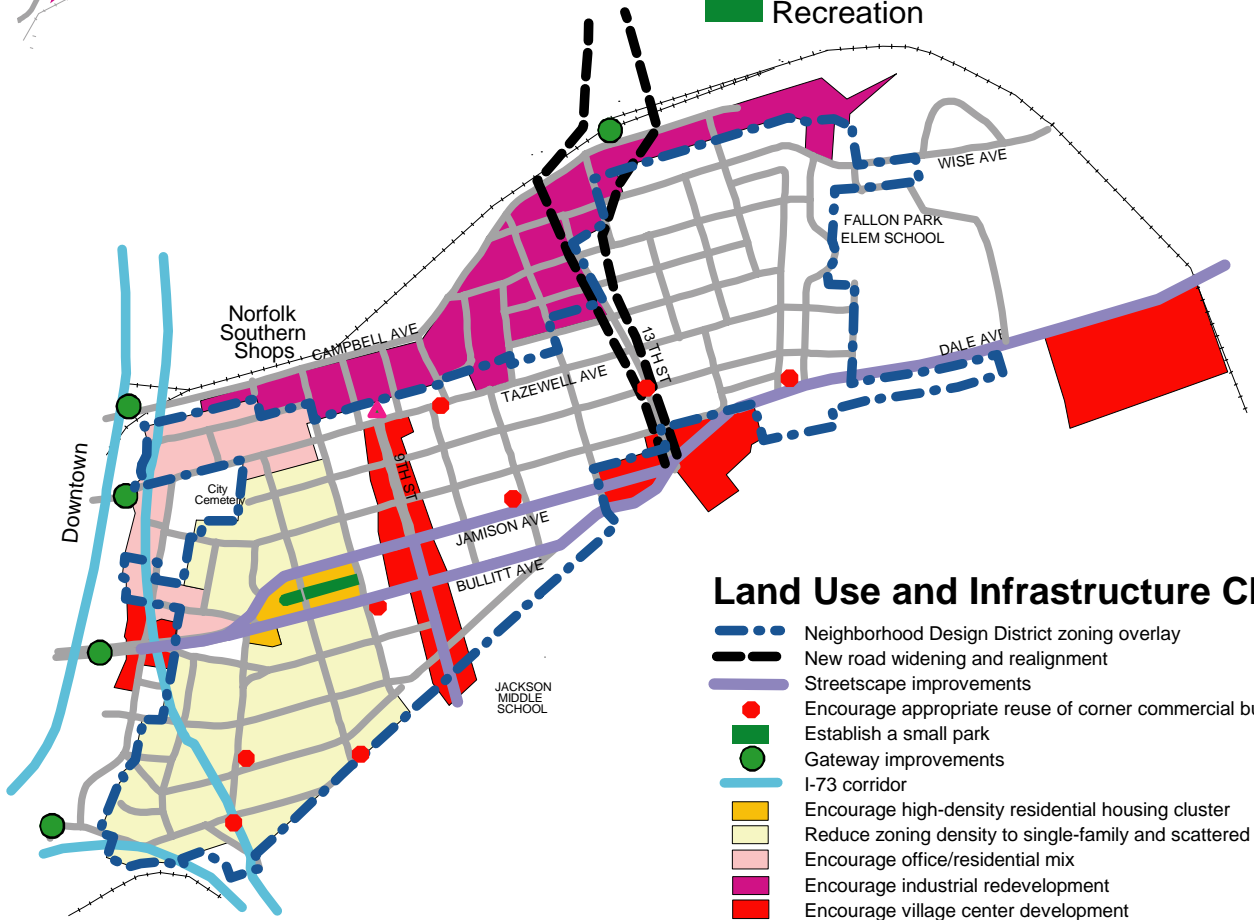 Recreation
WISE AVE
FALLON PARK
ELEM SCHOOL
Norfolk
Southern
Shops
CAMPBELL AVE
13 TH ST
DALE AVE
TAZEWELL AVE
Downtown
City
Cemetery
9TH ST
JAMISON AVE
BULLITT AVE
JACKSON
MIDDLE
SCHOOL
Land Use and Infrastructure
Neighborhood Design District zoning overlay
New road widening and realignment
Streetscape improvements
Encourage appropriate reuse of corner commercial
Establish a small park
Gateway improvements
I-73 corridor
Encourage high-density residential housing cluster
Reduce zoning density to single-family and scattered
Encourage office/residential mix
Encourage industrial redevelopment
Encourage village center development